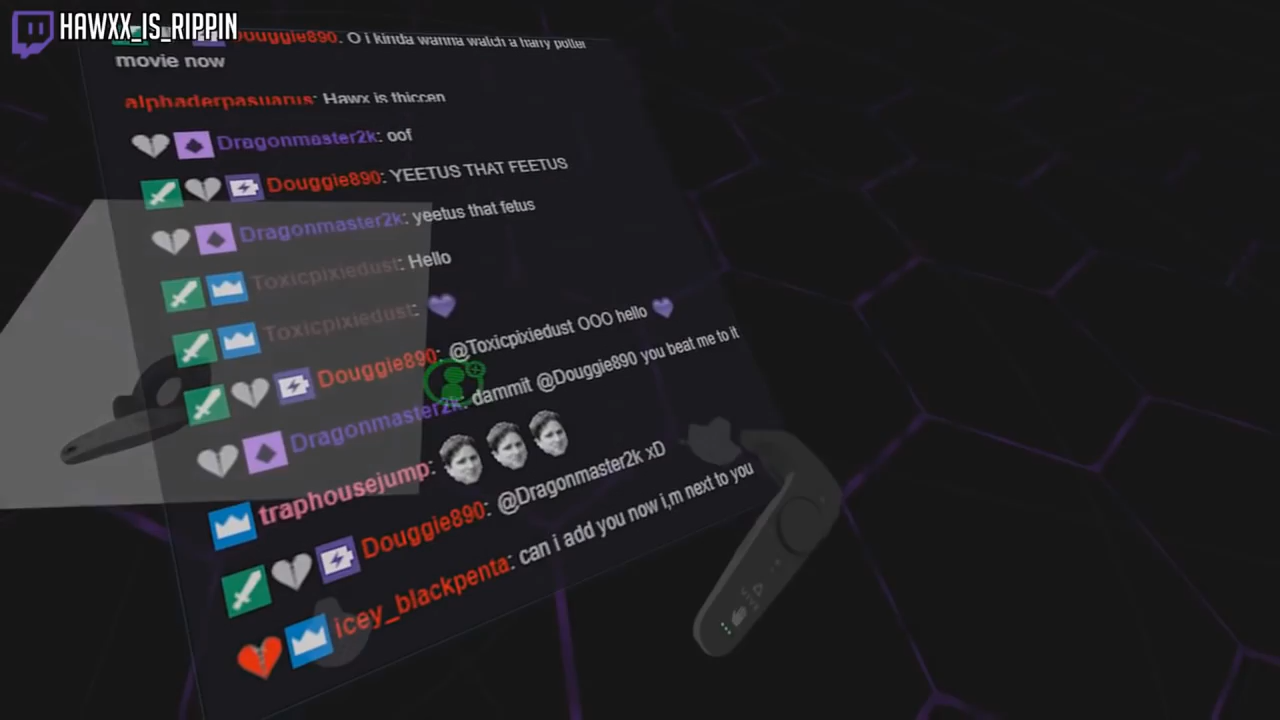 HAWXX_IS_RIPPIN
Douggie890: O i kinda wanna watch a harry potter
movie now
alphaderpasuarus: Hawx is thiccen
Dragonmaster2k: oof
Douggie890: YEETUS THAT FEETUS
Dragonmaster2k: yeetus that fetus
Toxicpixiedust: Hello
Toxicpixiedust:
Douggie890: @Toxicpixiedust OOO hello
Dragonmaster2k: dammit @Douggie890 you beat me to it
traphousejump:
Douggie890: @Dragonmaster2k xD
icey_blackpenta: can i add you now i,m next to you
VIVE